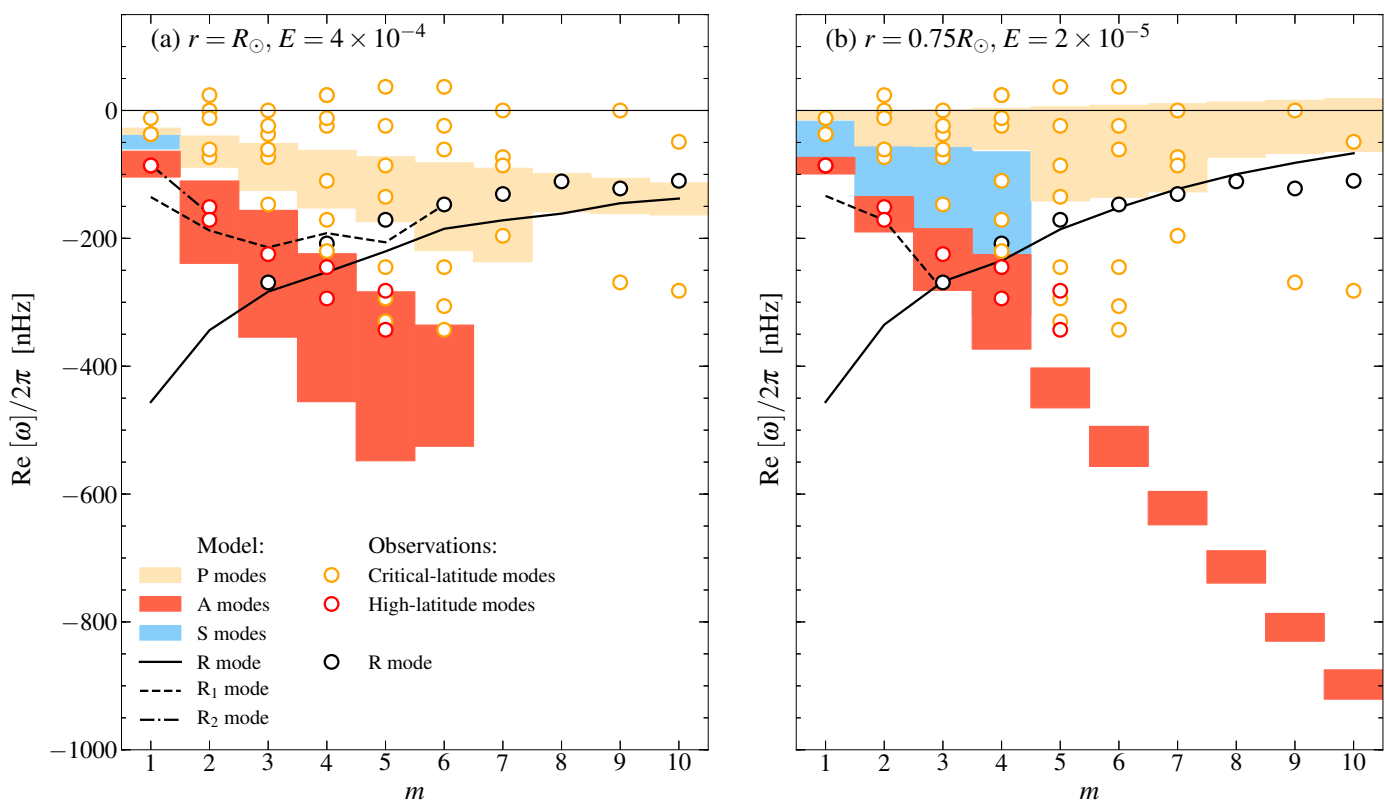 (a) r = R⊙, E = 4 × 10⁻⁴
(b) r = 0.75R⊙, E = 2 × 10⁻⁵
Re [ω]/2π [nHz]
0
−200
−400
−600
−800
−1000
Model:
P modes
A modes
S modes
R mode
R₁ mode
R₂ mode
Observations:
Critical-latitude modes
High-latitude modes
R mode
1 2 3 4 5 6 7 8 9 10
m
Re [ω]/2π [nHz]
1 2 3 4 5 6 7 8 9 10
m